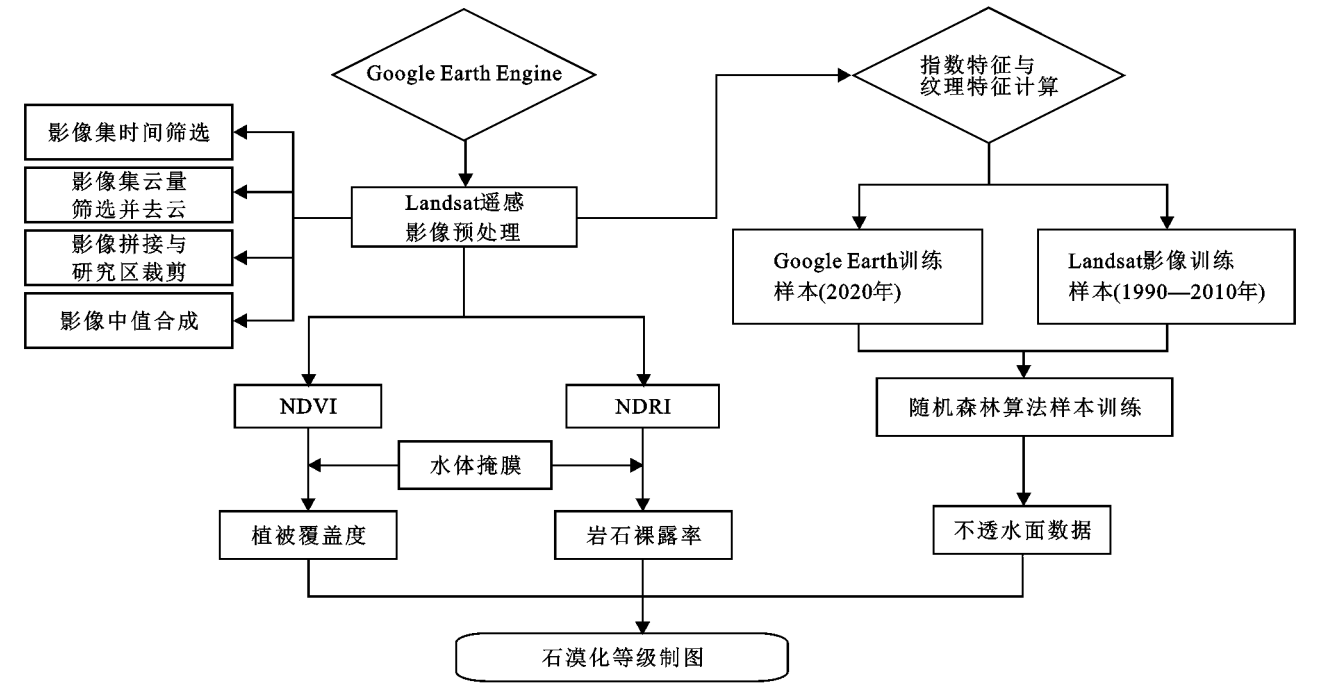 Google Earth Engine
指数特征与
纹理特征计算
影像集时间筛选
影像集云量
筛选并去云
影像拼接与
研究区裁剪
影像中值合成
Landsat遥感
影像预处理
Google Earth训练
样本(2020年)
Landsat影像训练
样本(1990—2010年)
NDVI
NDRI
随机森林算法样本训练
水体掩膜
植被覆盖度
岩石裸露率
不透水面数据
石漠化等级制图